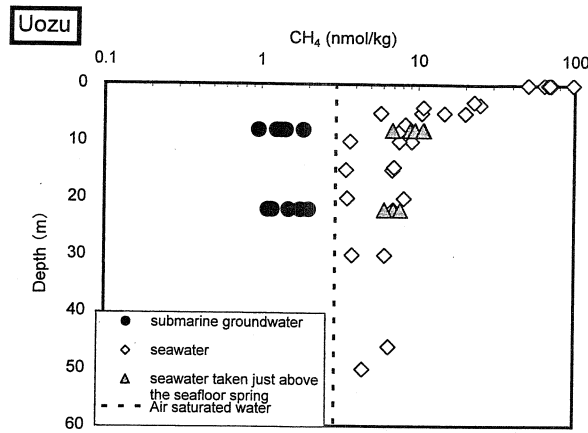 Uozu
CH4 (nmol/kg)
0.1 1 10 100
Depth (m)
0
10
20
30
40
50
60
submarine groundwater
seawater
seawater taken just above
the seafloor spring
Air saturated water